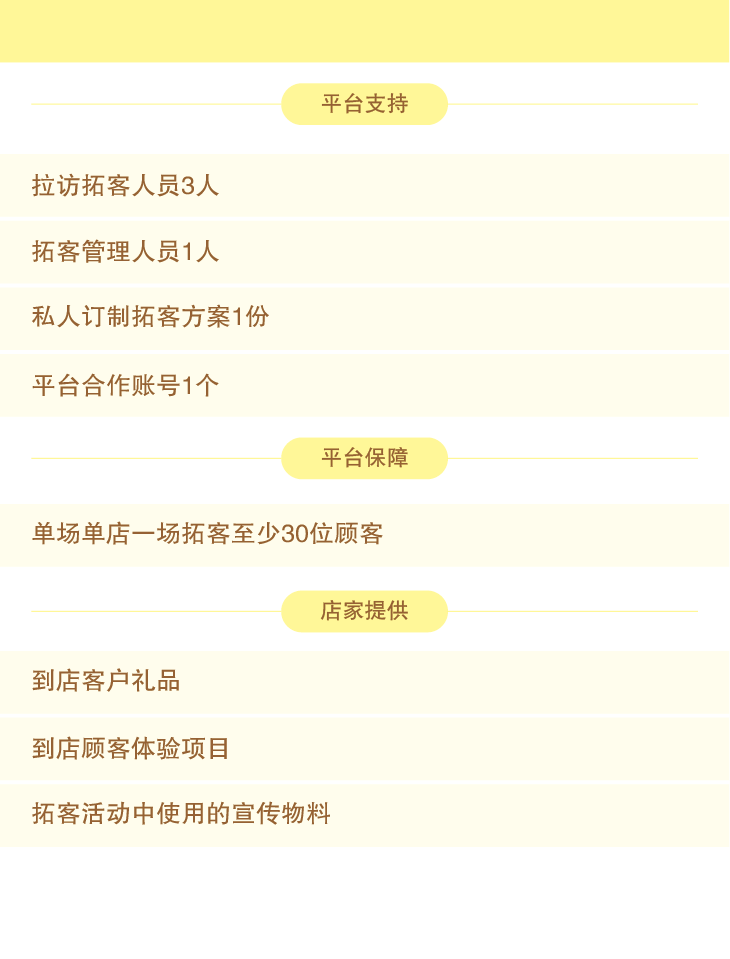 平台支持
拉访拓客人员3人
拓客管理人员1人
私人订制拓客方案1份
平台合作账号1个
平台保障
单场单店一场拓客至少30位顾客
店家提供
到店客户礼品
到店顾客体验项目
拓客活动中使用的宣传物料